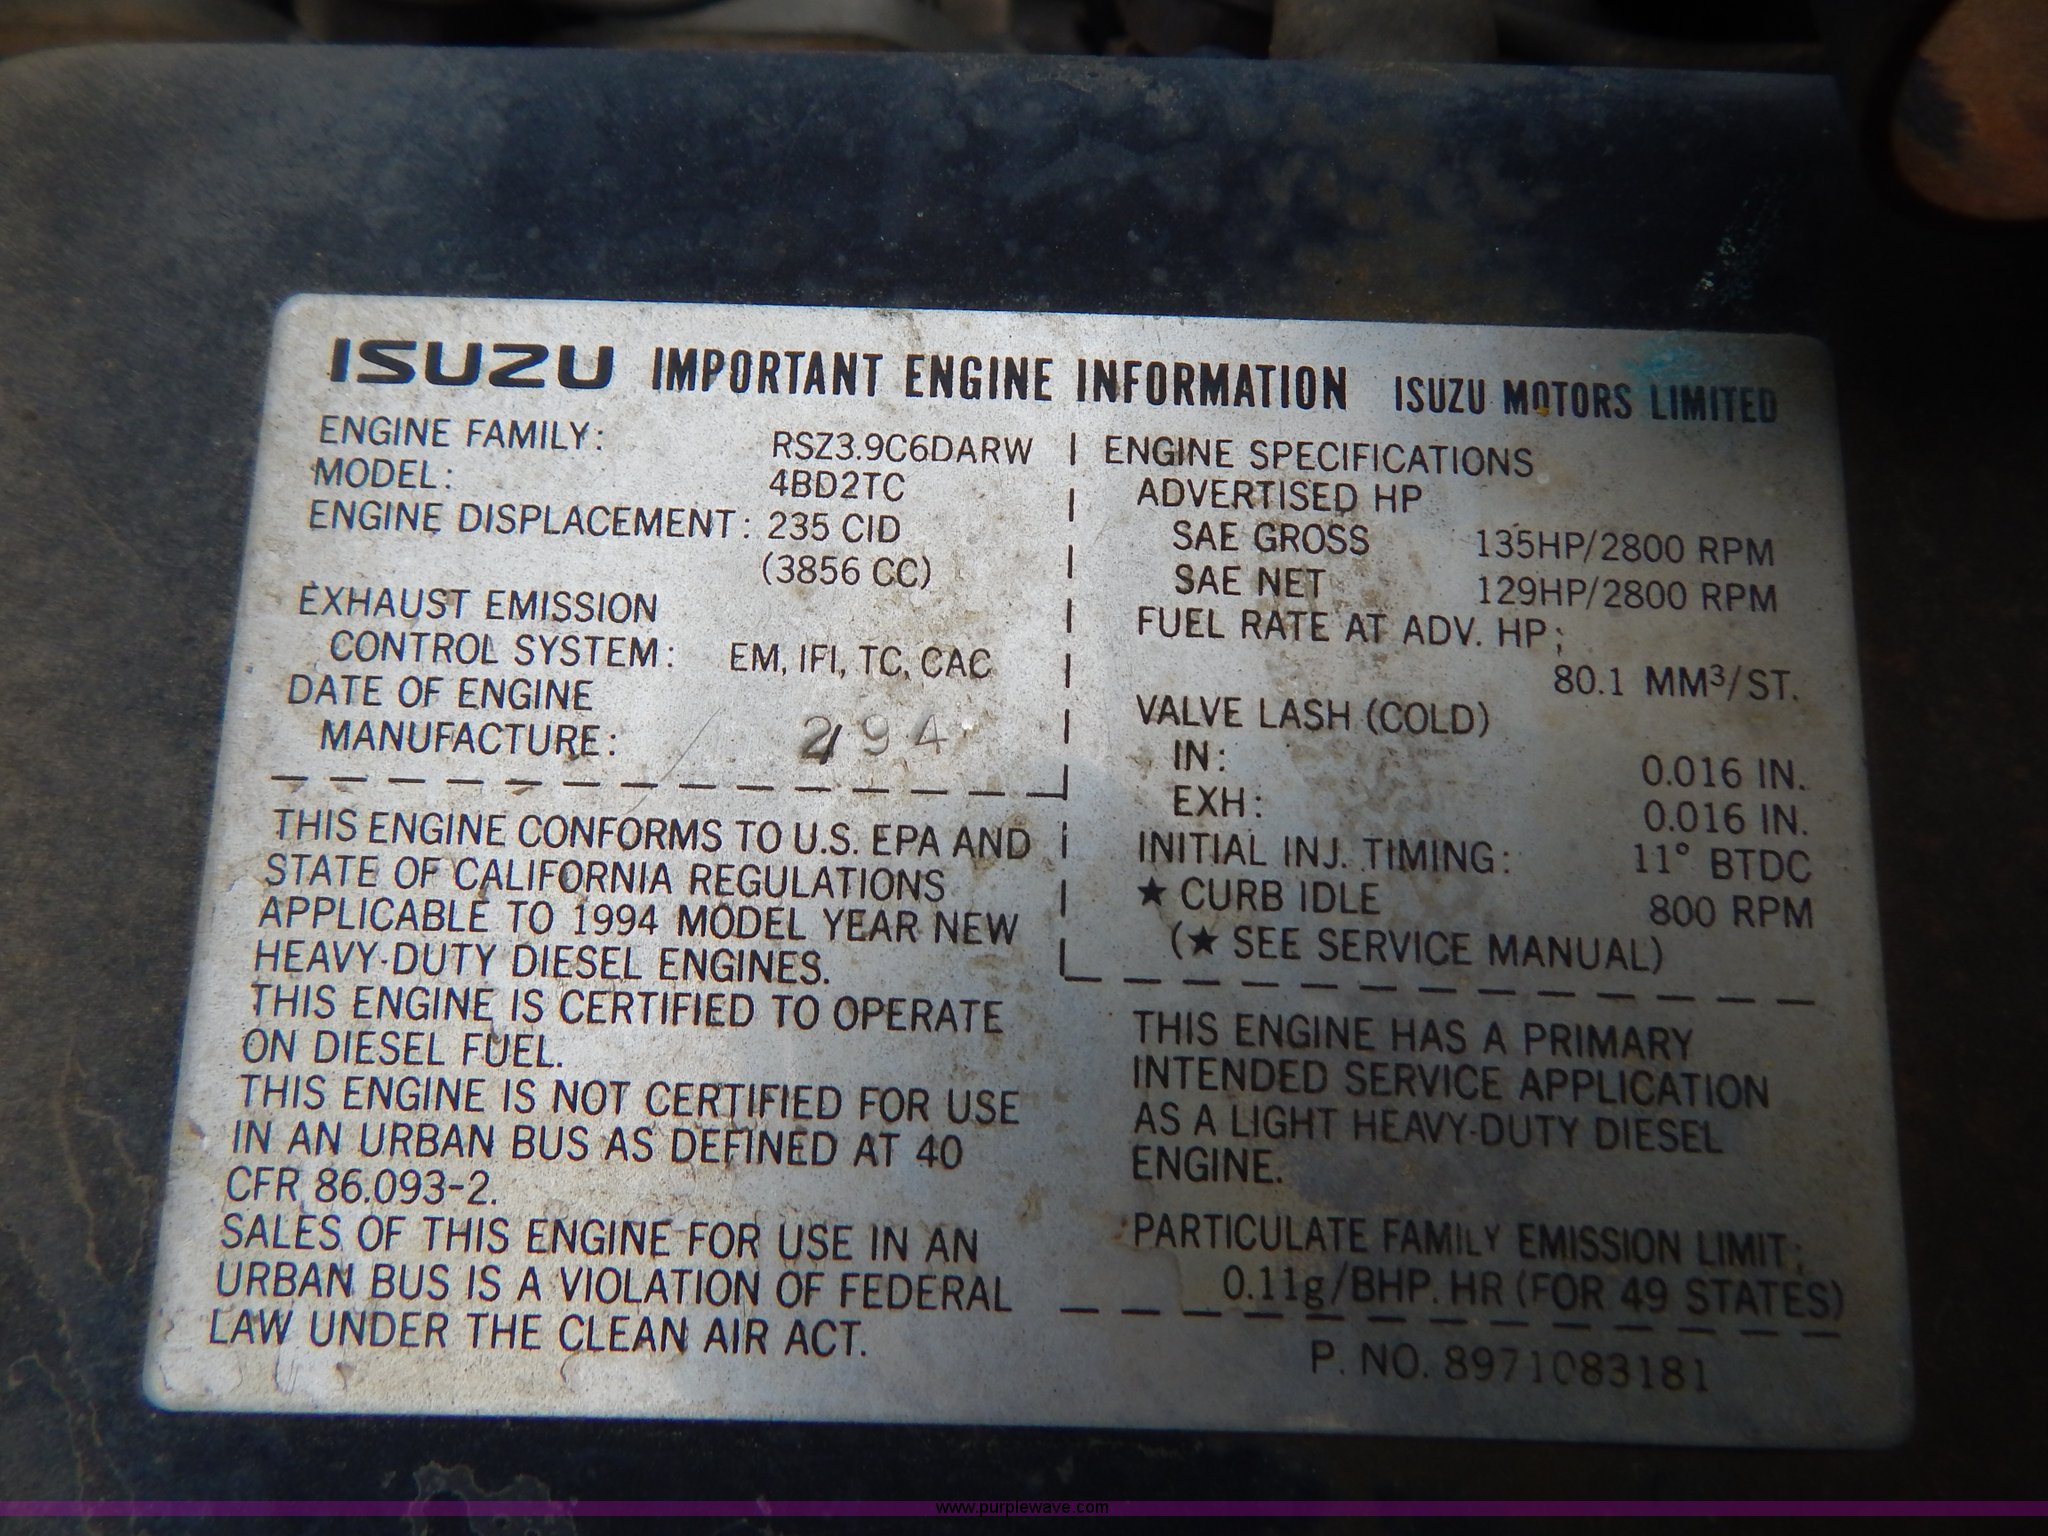 ISUZU IMPORTANT ENGINE INFORMATION ISUZU MOTORS LIMITED
ENGINE FAMILY: RSZ3.9C6DARW
MODEL: 4BD2TC
ENGINE DISPLACEMENT: 235 CID
(3856 CC)
EXHAUST EMISSION
CONTROL SYSTEM: EM, IFI, TC, CAC
DATE OF ENGINE
MANUFACTURE: 2 94
THIS ENGINE CONFORMS TO U.S. EPA AND
STATE OF CALIFORNIA REGULATIONS
APPLICABLE TO 1994 MODEL YEAR NEW
HEAVY-DUTY DIESEL ENGINES.
THIS ENGINE IS CERTIFIED TO OPERATE
ON DIESEL FUEL.
THIS ENGINE IS NOT CERTIFIED FOR USE
IN AN URBAN BUS AS DEFINED AT 40
CFR 86.093-2.
SALES OF THIS ENGINE FOR USE IN AN
URBAN BUS IS A VIOLATION OF FEDERAL
LAW UNDER THE CLEAN AIR ACT.
ENGINE SPECIFICATIONS
ADVERTISED HP
SAE GROSS 135HP/2800 RPM
SAE NET 129HP/2800 RPM
FUEL RATE AT ADV. HP;
80.1 MM³/ST.
VALVE LASH (COLD)
IN: 0.016 IN.
EXH: 0.016 IN.
INITIAL INJ. TIMING: 11° BTDC
★ CURB IDLE 800 RPM
(★ SEE SERVICE MANUAL)
THIS ENGINE HAS A PRIMARY
INTENDED SERVICE APPLICATION
AS A LIGHT HEAVY-DUTY DIESEL
ENGINE.
PARTICULATE FAMILY EMISSION LIMIT;
0.11g/BHP. HR (FOR 49 STATES)
P. NO. 8971083181
www.purplewave.com